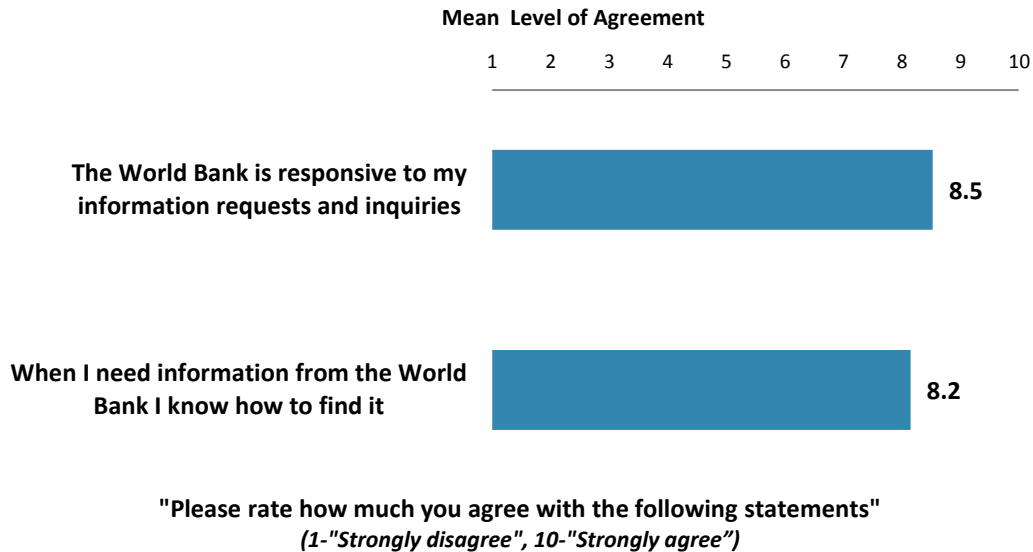 Mean Level of Agreement
1 2 3 4 5 6 7 8 9 10
The World Bank is responsive to my
information requests and inquiries
8.5
When I need information from the World
Bank I know how to find it
8.2
"Please rate how much you agree with the following statements"
(1-"Strongly disagree", 10-"Strongly agree”)